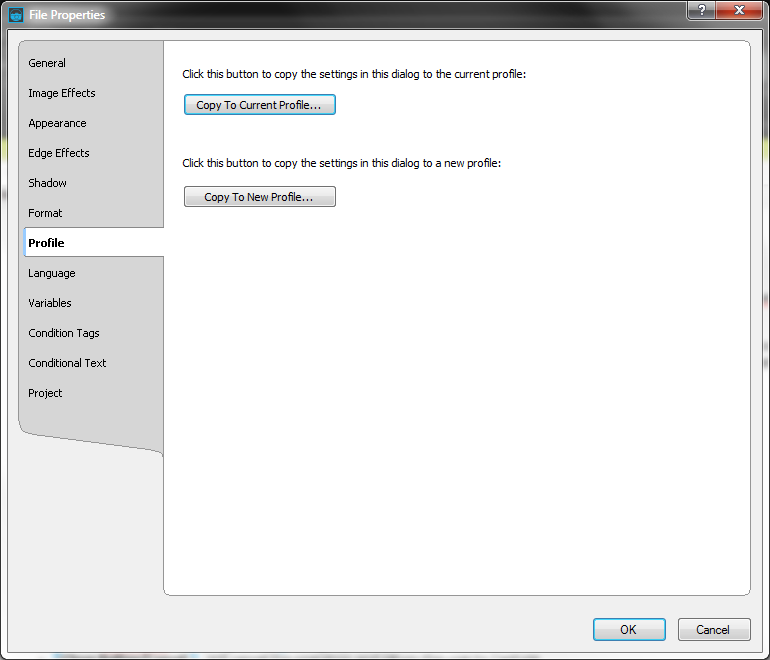 File Properties
?
General
Image Effects
Appearance
Edge Effects
Shadow
Format
Profile
Language
Variables
Condition Tags
Conditional Text
Project
Click this button to copy the settings in this dialog to the current profile:
Copy To Current Profile...
Click this button to copy the settings in this dialog to a new profile:
Copy To New Profile...
OK
Cancel